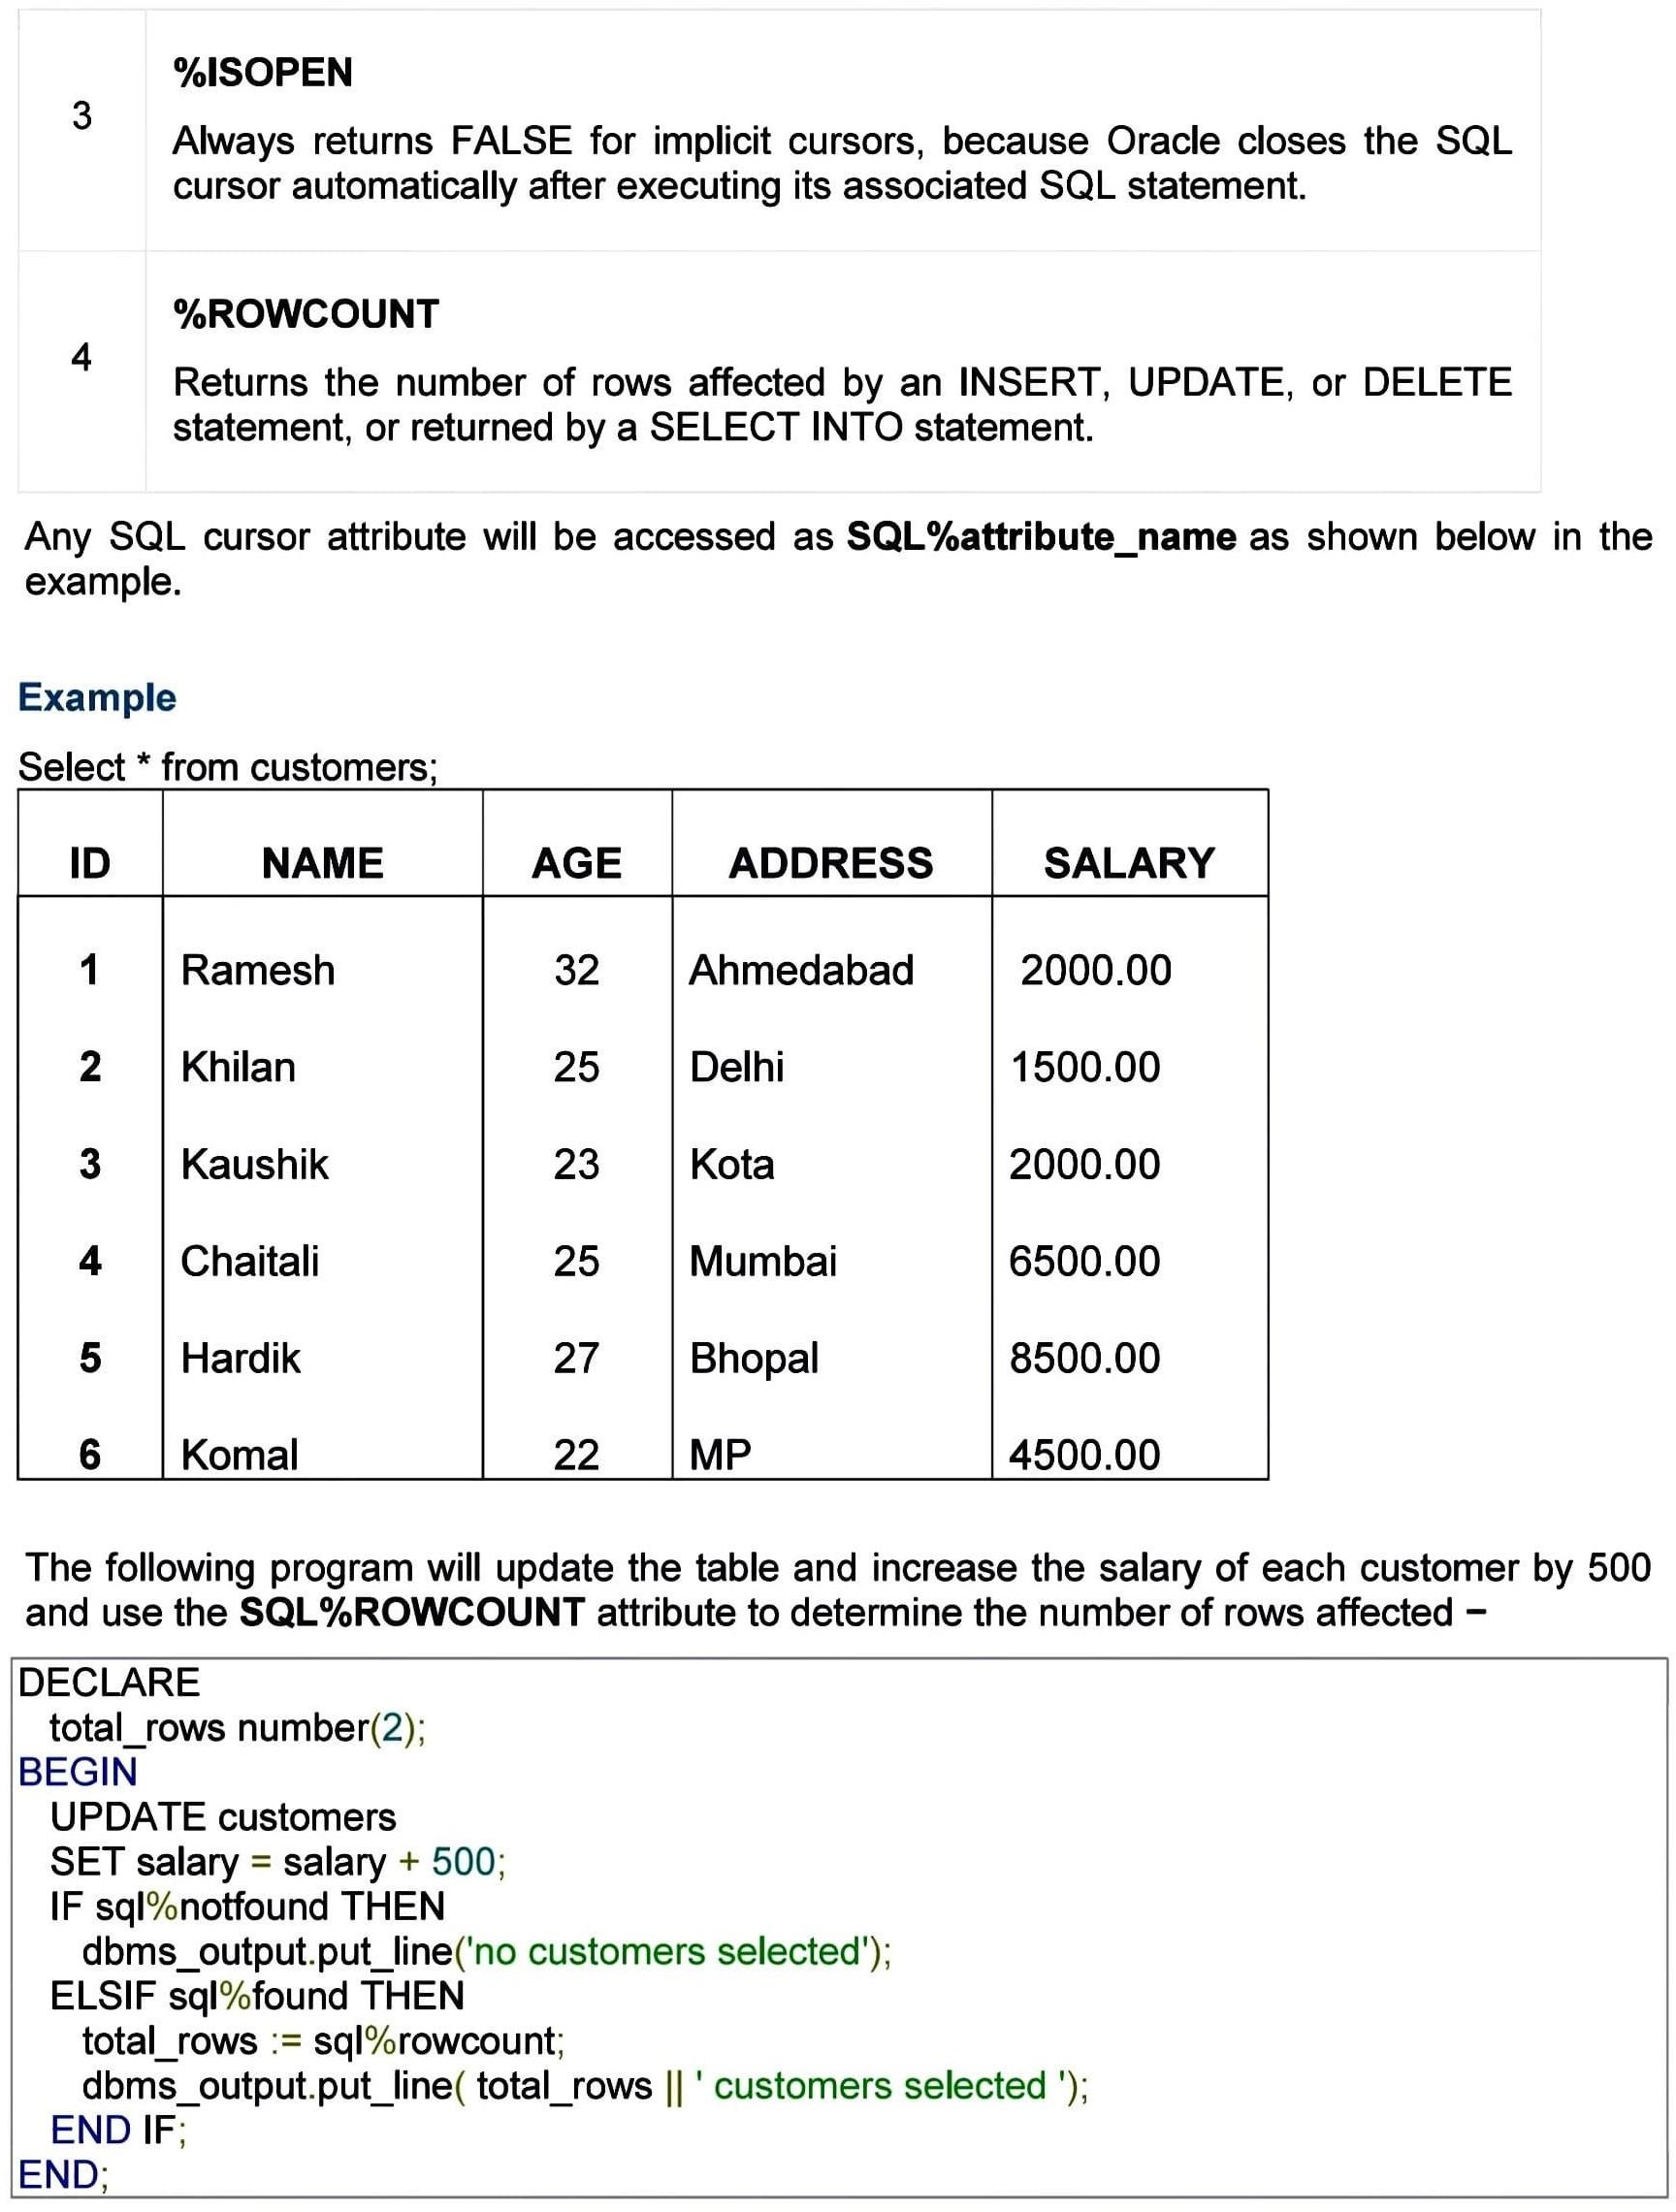 3
%ISOPEN
Always returns FALSE for implicit cursors, because Oracle closes the SQL
cursor automatically after executing its associated SQL statement.
4
%ROWCOUNT
Returns the number of rows affected by an INSERT, UPDATE, or DELETE
statement, or returned by a SELECT INTO statement.
Any SQL cursor attribute will be accessed as SQL%attribute_name as shown below in the
example.
Example
Select * from customers;
ID NAME AGE ADDRESS SALARY
1 Ramesh 32 Ahmedabad 2000.00
2 Khilan 25 Delhi 1500.00
3 Kaushik 23 Kota 2000.00
4 Chaitali 25 Mumbai 6500.00
5 Hardik 27 Bhopal 8500.00
6 Komal 22 MP 4500.00
The following program will update the table and increase the salary of each customer by 500
and use the SQL%ROWCOUNT attribute to determine the number of rows affected −
DECLARE
total_rows number(2);
BEGIN
UPDATE customers
SET salary = salary + 500;
IF sql%notfound THEN
dbms_output.put_line('no customers selected');
ELSIF sql%found THEN
total_rows := sql%rowcount;
dbms_output.put_line( total_rows || ' customers selected ');
END IF;
END;